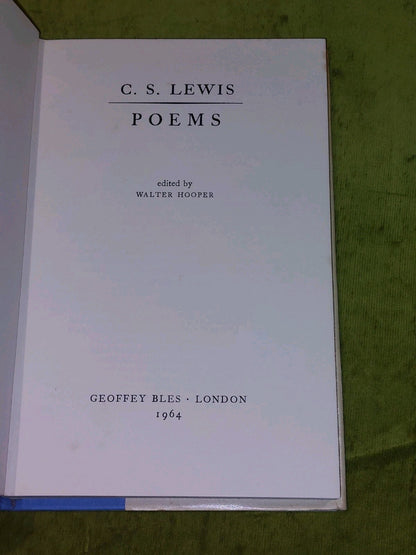 C. S. LEWIS
POEMS
edited by
WALTER HOOPER
GEOFFEY BLES · LONDON
1964